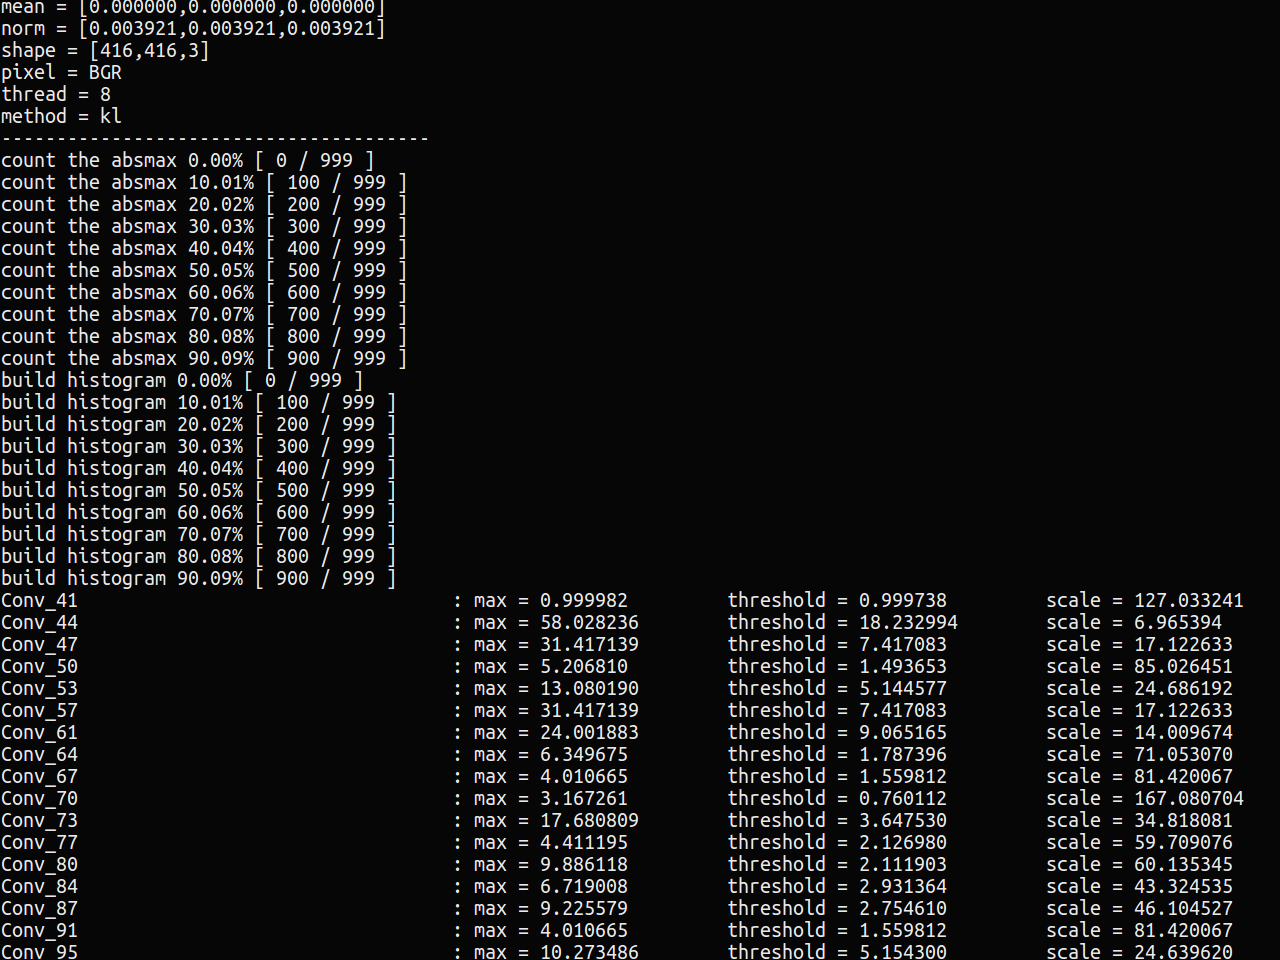 mean = [0.000000,0.000000,0.000000]
norm = [0.003921,0.003921,0.003921]
shape = [416,416,3]
pixel = BGR
thread = 8
method = kl
---------------------------------------
count the absmax 0.00% [ 0 / 999 ]
count the absmax 10.01% [ 100 / 999 ]
count the absmax 20.02% [ 200 / 999 ]
count the absmax 30.03% [ 300 / 999 ]
count the absmax 40.04% [ 400 / 999 ]
count the absmax 50.05% [ 500 / 999 ]
count the absmax 60.06% [ 600 / 999 ]
count the absmax 70.07% [ 700 / 999 ]
count the absmax 80.08% [ 800 / 999 ]
count the absmax 90.09% [ 900 / 999 ]
build histogram 0.00% [ 0 / 999 ]
build histogram 10.01% [ 100 / 999 ]
build histogram 20.02% [ 200 / 999 ]
build histogram 30.03% [ 300 / 999 ]
build histogram 40.04% [ 400 / 999 ]
build histogram 50.05% [ 500 / 999 ]
build histogram 60.06% [ 600 / 999 ]
build histogram 70.07% [ 700 / 999 ]
build histogram 80.08% [ 800 / 999 ]
build histogram 90.09% [ 900 / 999 ]
Conv_41 : max = 0.999982 threshold = 0.999738 scale = 127.033241
Conv_44 : max = 58.028236 threshold = 18.232994 scale = 6.965394
Conv_47 : max = 31.417139 threshold = 7.417083 scale = 17.122633
Conv_50 : max = 5.206810 threshold = 1.493653 scale = 85.026451
Conv_53 : max = 13.080190 threshold = 5.144577 scale = 24.686192
Conv_57 : max = 31.417139 threshold = 7.417083 scale = 17.122633
Conv_61 : max = 24.001883 threshold = 9.065165 scale = 14.009674
Conv_64 : max = 6.349675 threshold = 1.787396 scale = 71.053070
Conv_67 : max = 4.010665 threshold = 1.559812 scale = 81.420067
Conv_70 : max = 3.167261 threshold = 0.760112 scale = 167.080704
Conv_73 : max = 17.680809 threshold = 3.647530 scale = 34.818081
Conv_77 : max = 4.411195 threshold = 2.126980 scale = 59.709076
Conv_80 : max = 9.886118 threshold = 2.111903 scale = 60.135345
Conv_84 : max = 6.719008 threshold = 2.931364 scale = 43.324535
Conv_87 : max = 9.225579 threshold = 2.754610 scale = 46.104527
Conv_91 : max = 4.010665 threshold = 1.559812 scale = 81.420067
Conv_95 : max = 10.273486 threshold = 5.154300 scale = 24.639620